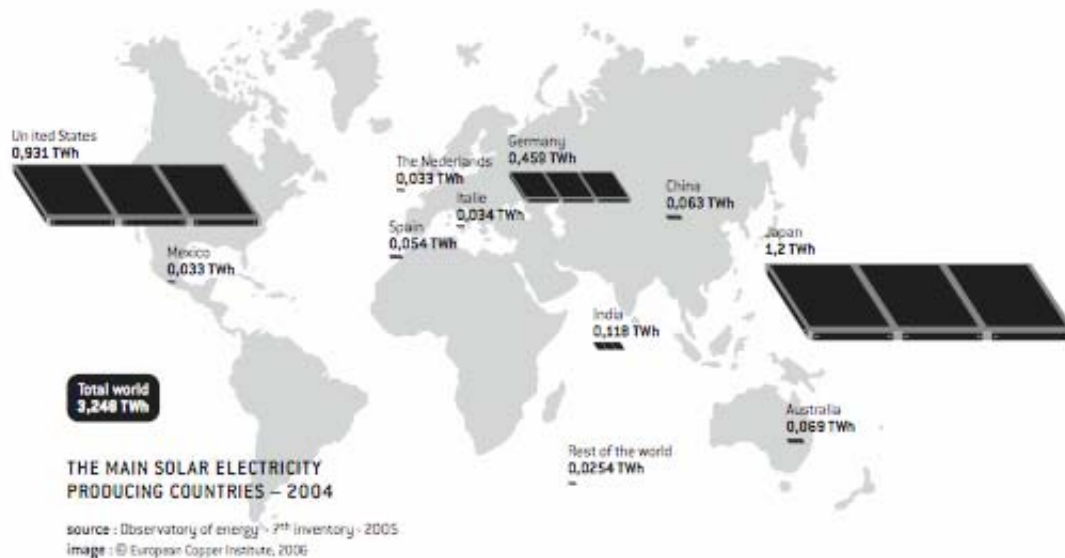 United States
0,931 TWh
The Nederlands
0,033 TWh
Germany
0,459 TWh
Italie
0,034 TWh
China
0,063 TWh
Spain
0,054 TWh
Japan
1,2 TWh
Mexico
0,033 TWh
India
0,118 TWh
Total world
3,248 TWh
Australia
0,069 TWh
Rest of the world
0,0254 TWh
THE MAIN SOLAR ELECTRICITY
PRODUCING COUNTRIES – 2004
source : Observatory of energy - 7th inventory - 2005
image : © European Copper Institute, 2006